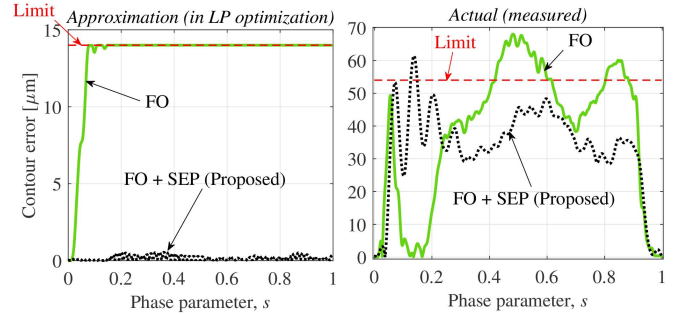 Approximation (in LP optimization)
Limit
15
10
5
0
Contour error [μm]
FO
FO + SEP (Proposed)
0
0.2
0.4
0.6
0.8
1
Phase parameter, s
Actual (measured)
70
60
50
40
30
20
10
0
Limit
FO
FO + SEP (Proposed)
0
0.2
0.4
0.6
0.8
1
Phase parameter, s